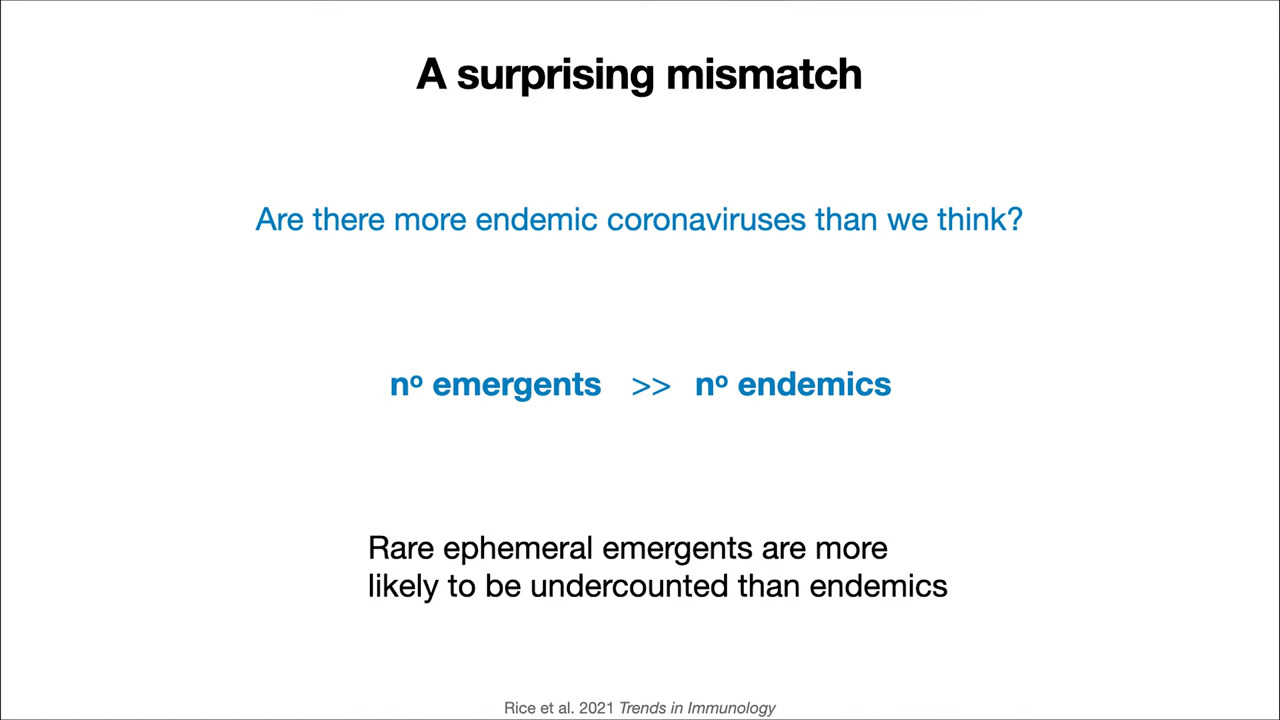 A surprising mismatch
Are there more endemic coronaviruses than we think?
nº emergents >> nº endemics
Rare ephemeral emergents are more
likely to be undercounted than endemics
Rice et al. 2021 Trends in Immunology